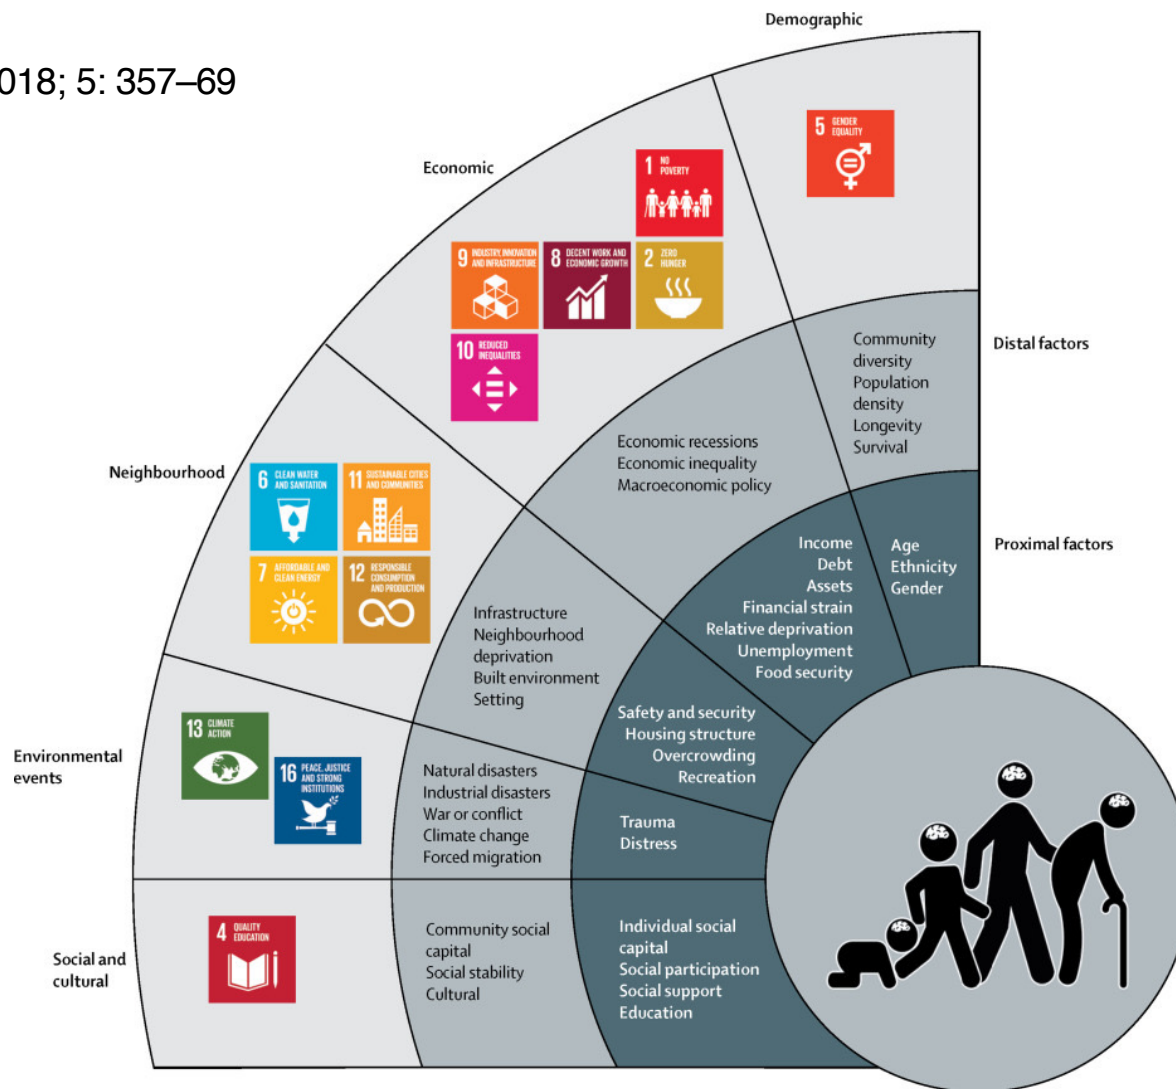 018; 5: 357–69
Demographic
5 GENDER
EQUALITY
Economic
1 NO
POVERTY
9 INDUSTRY, INNOVATION
AND INFRASTRUCTURE
8 DECENT WORK AND
ECONOMIC GROWTH
2 ZERO
HUNGER
10 REDUCED
INEQUALITIES
Distal factors
Community
diversity
Population
density
Longevity
Survival
Economic recessions
Economic inequality
Macroeconomic policy
Neighbourhood
6 CLEAN WATER
AND SANITATION
11 SUSTAINABLE CITIES
AND COMMUNITIES
7 AFFORDABLE AND
CLEAN ENERGY
12 RESPONSIBLE
CONSUMPTION
AND PRODUCTION
Proximal factors
Income
Debt
Assets
Financial strain
Relative deprivation
Unemployment
Food security
Age
Ethnicity
Gender
Infrastructure
Neighbourhood
deprivation
Built environment
Setting
Safety and security
Housing structure
Overcrowding
Recreation
Environmental
events
13 CLIMATE
ACTION
16 PEACE, JUSTICE
AND STRONG
INSTITUTIONS
Natural disasters
Industrial disasters
War or conflict
Climate change
Forced migration
Trauma
Distress
Social and
cultural
4 QUALITY
EDUCATION
Community social
capital
Social stability
Cultural
Individual social
capital
Social participation
Social support
Education